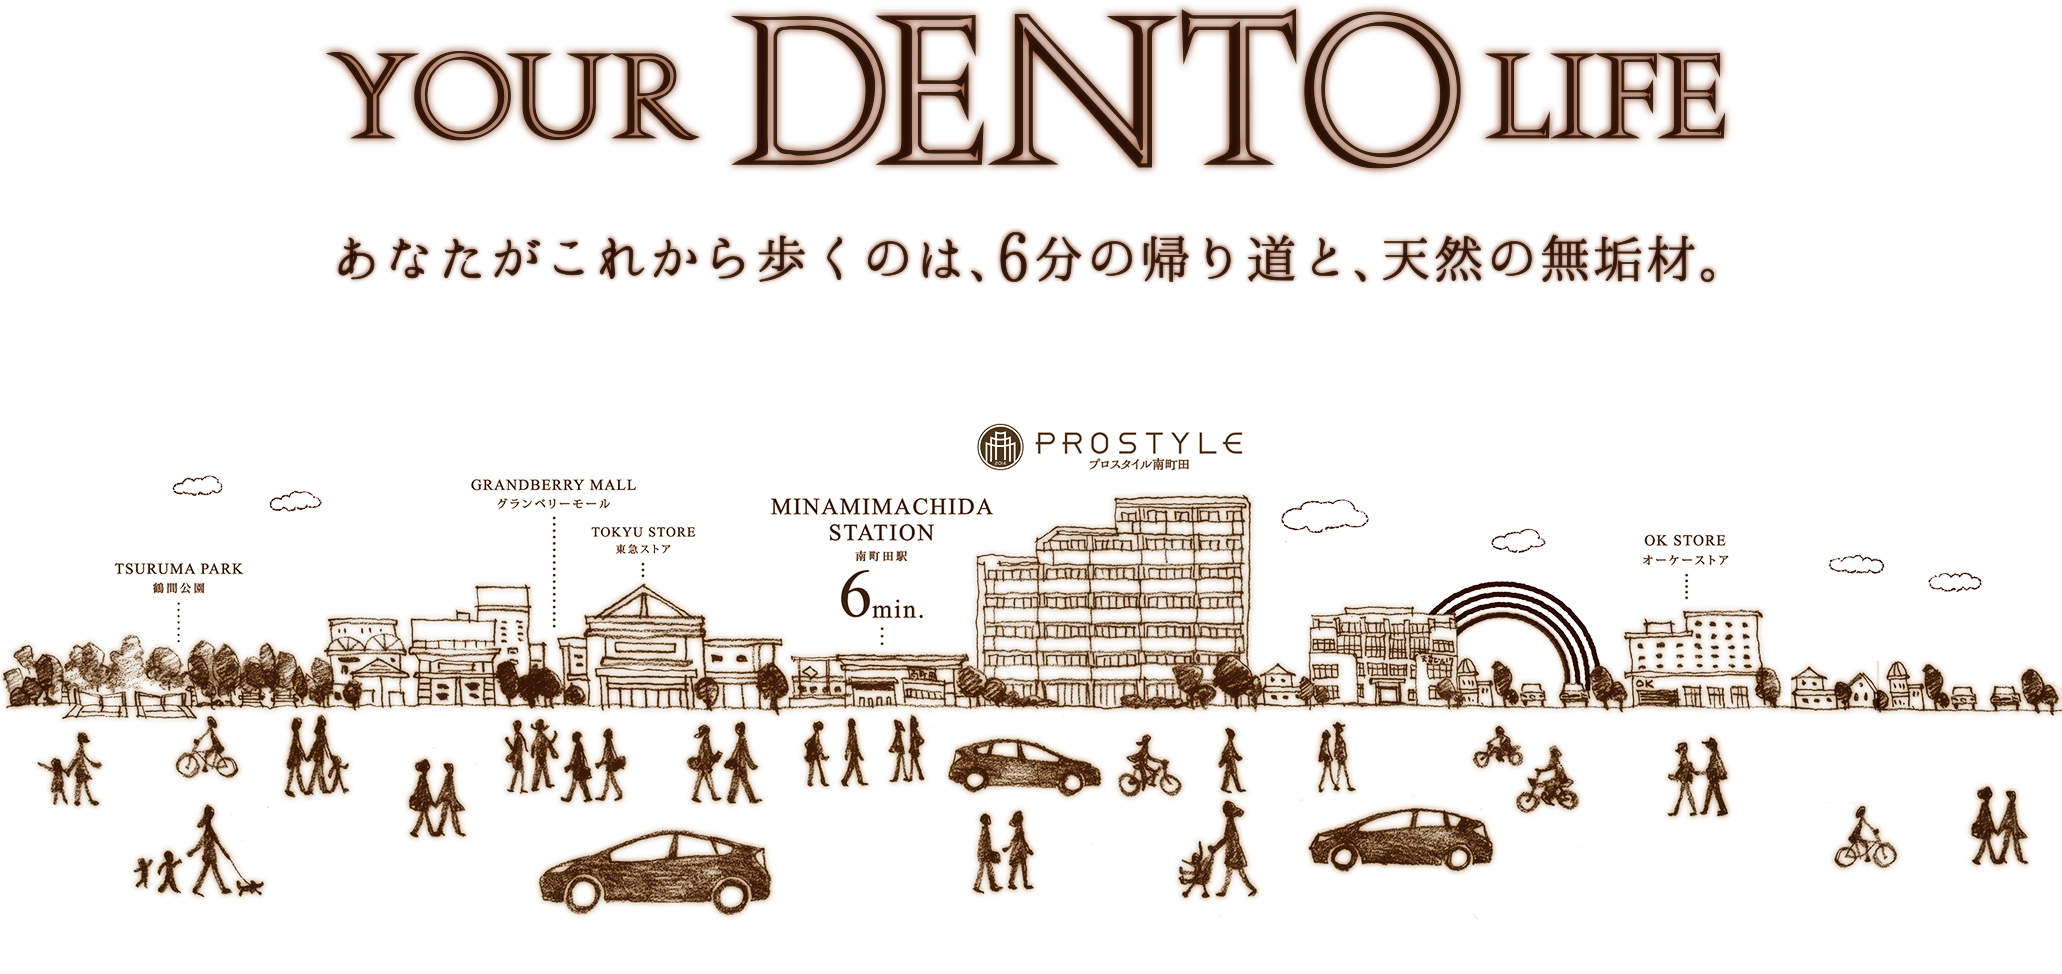 YOUR DENTO LIFE
あなたがこれから歩くのは、6分の帰り道と、天然の無垢材。
PROSTYLE
プロスタイル南町田
2014
GRANDBERRY MALL
グランベリーモール
TOKYU STORE
東急ストア
MINAMIMACHIDA
STATION
南町田駅
6min.
TSURUMA PARK
鶴間公園
OK STORE
オーケーストア
OK